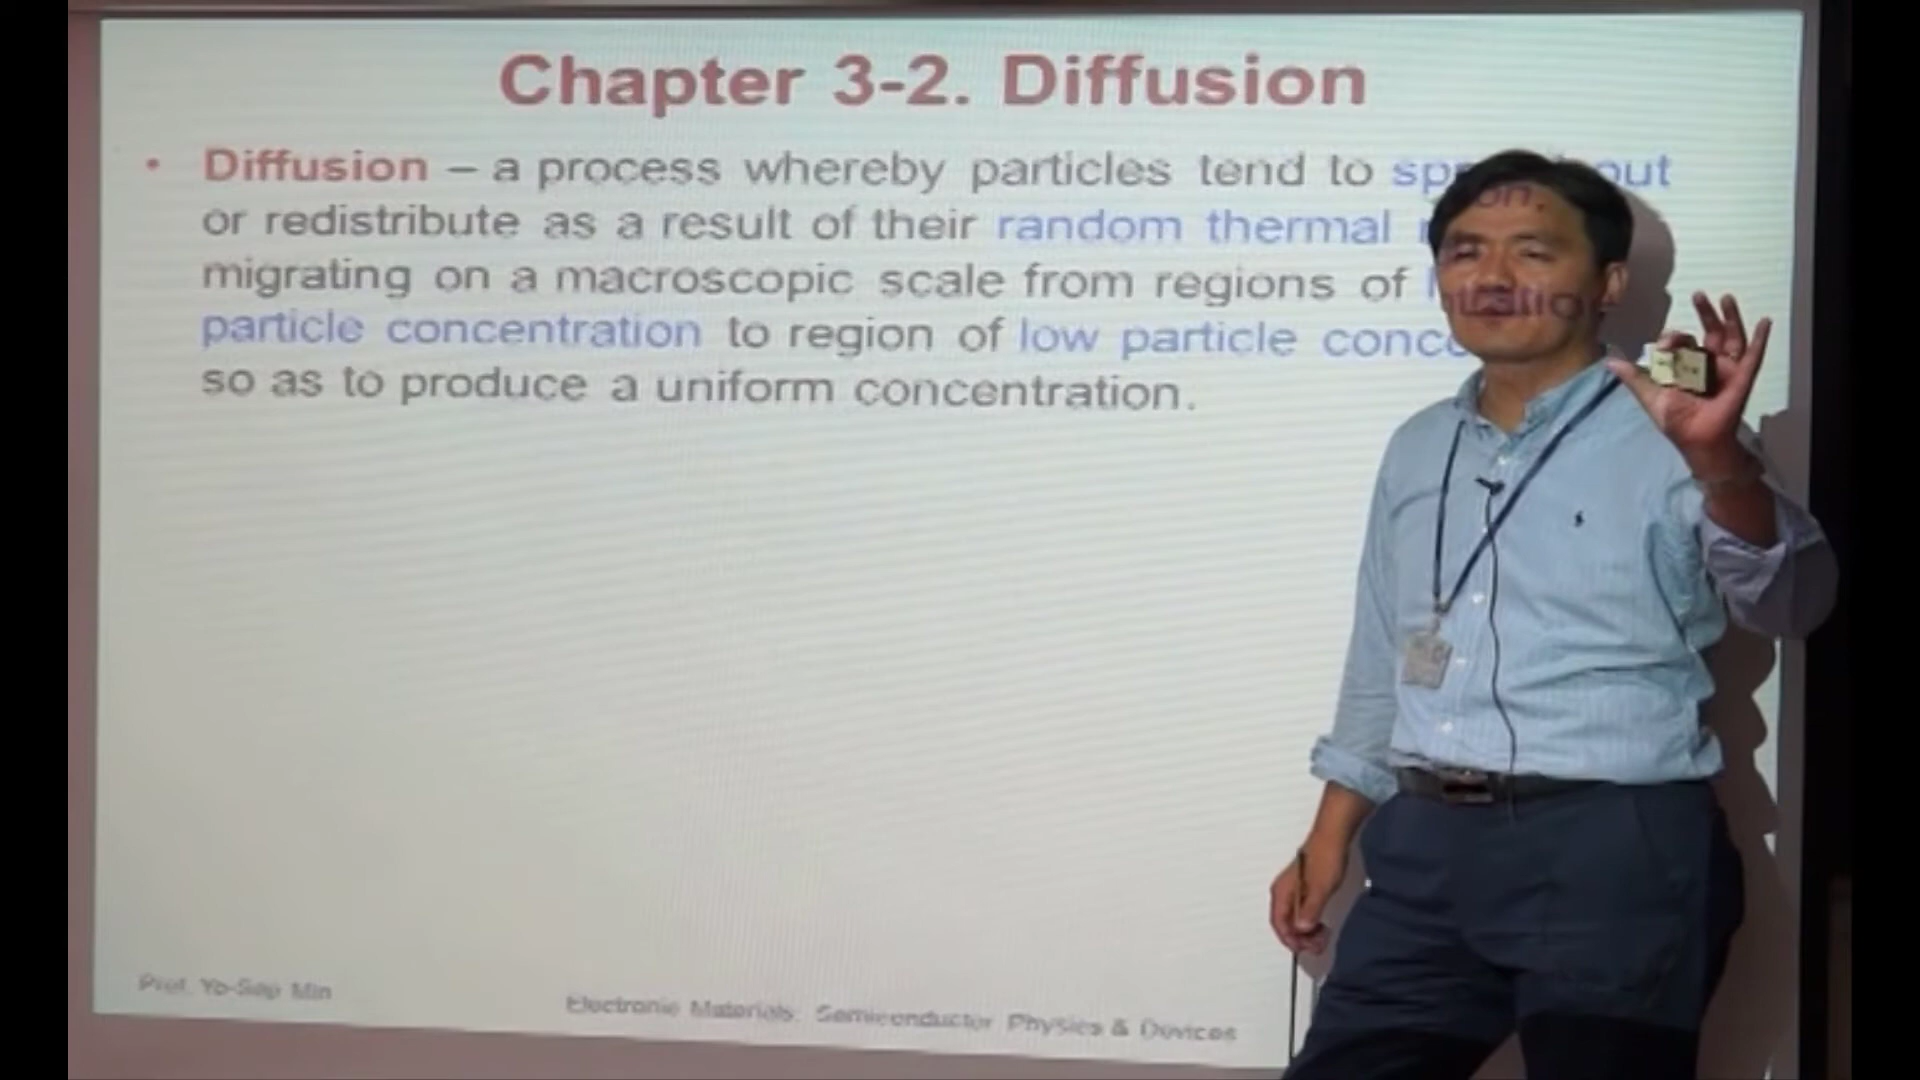 Chapter 3-2. Diffusion
• Diffusion – a process whereby particles tend to out
or redistribute as a result of their random thermal
migrating on a macroscopic scale from regions of
particle concentration to region of low particle
so as to produce a uniform concentration.
Prof. Yo-Sep Min
Electronic Materials: Semiconductor Physics & Devices